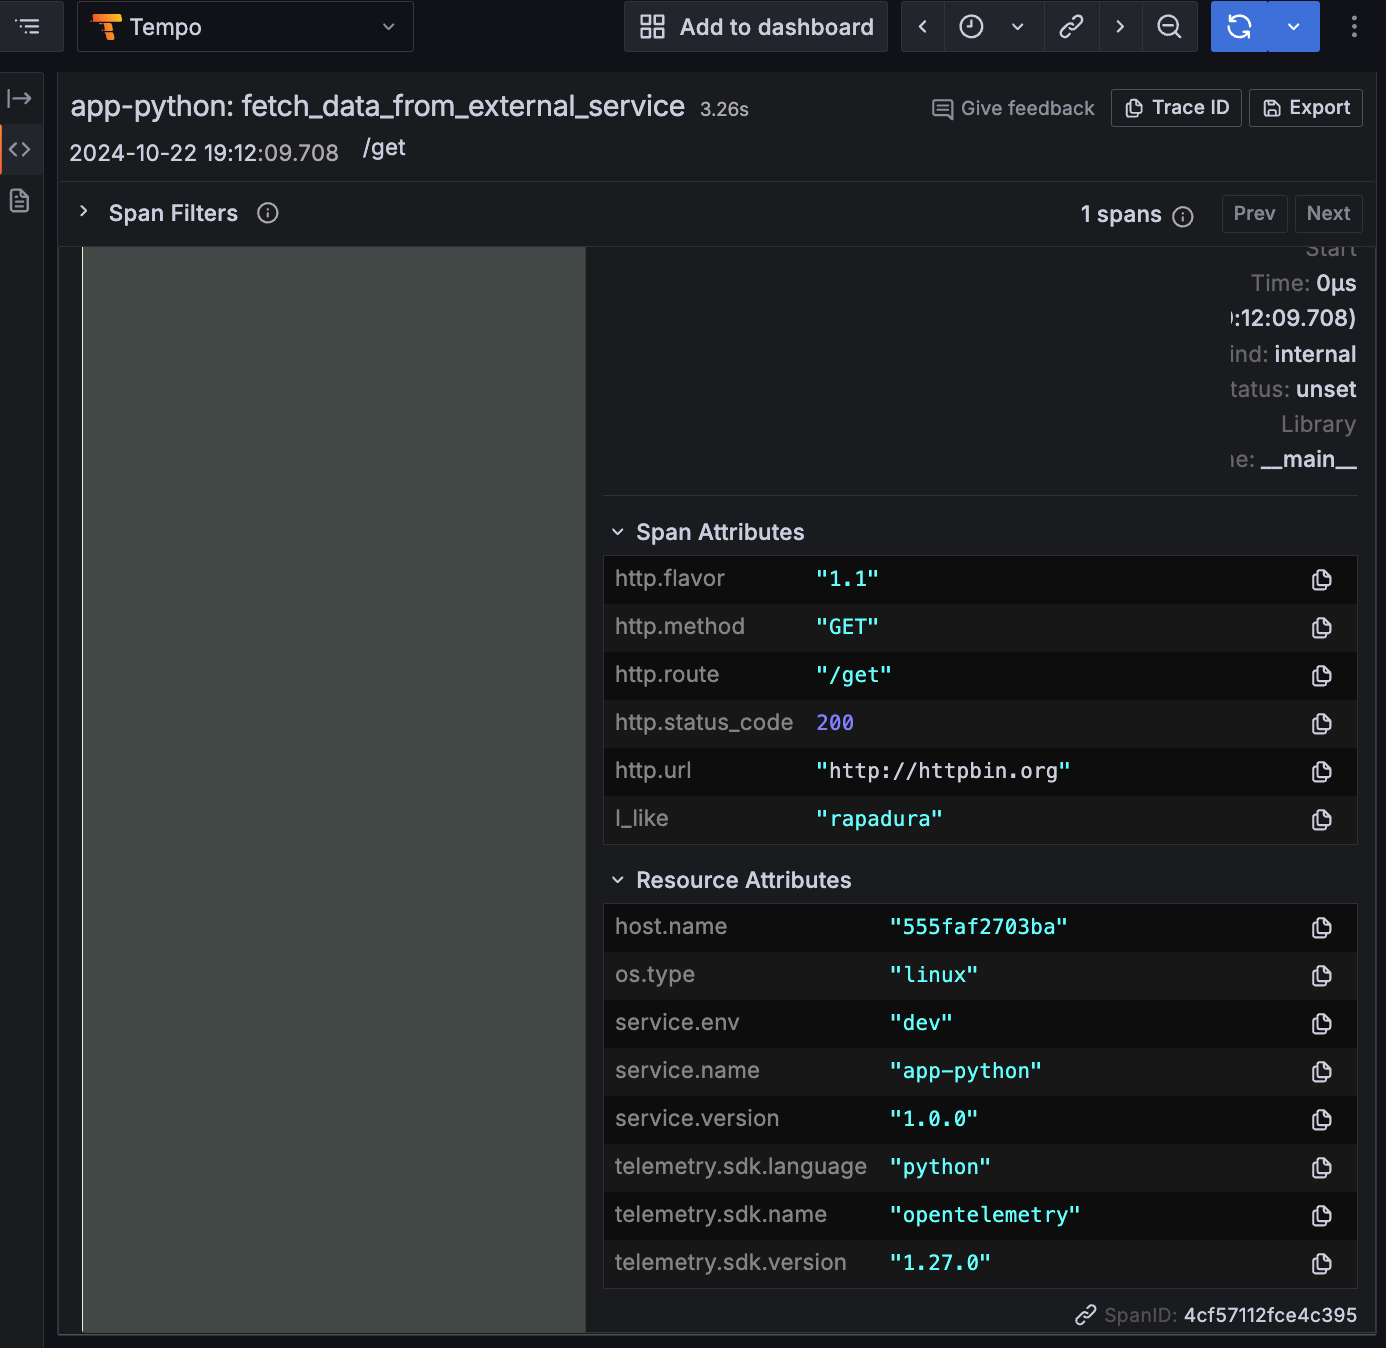 Tempo
Add to dashboard
app-python: fetch_data_from_external_service 3.26s
Give feedback
Trace ID
Export
2024-10-22 19:12:09.708 /get
Span Filters
1 spans
Prev
Next
Start
Time: 0μs
:12:09.708)
ind: internal
tatus: unset
Library
e: __main__
Span Attributes
http.flavor "1.1"
http.method "GET"
http.route "/get"
http.status_code 200
http.url "http://httpbin.org"
I_like "rapadura"
Resource Attributes
host.name "555faf2703ba"
os.type "linux"
service.env "dev"
service.name "app-python"
service.version "1.0.0"
telemetry.sdk.language "python"
telemetry.sdk.name "opentelemetry"
telemetry.sdk.version "1.27.0"
SpanID: 4cf57112fce4c395